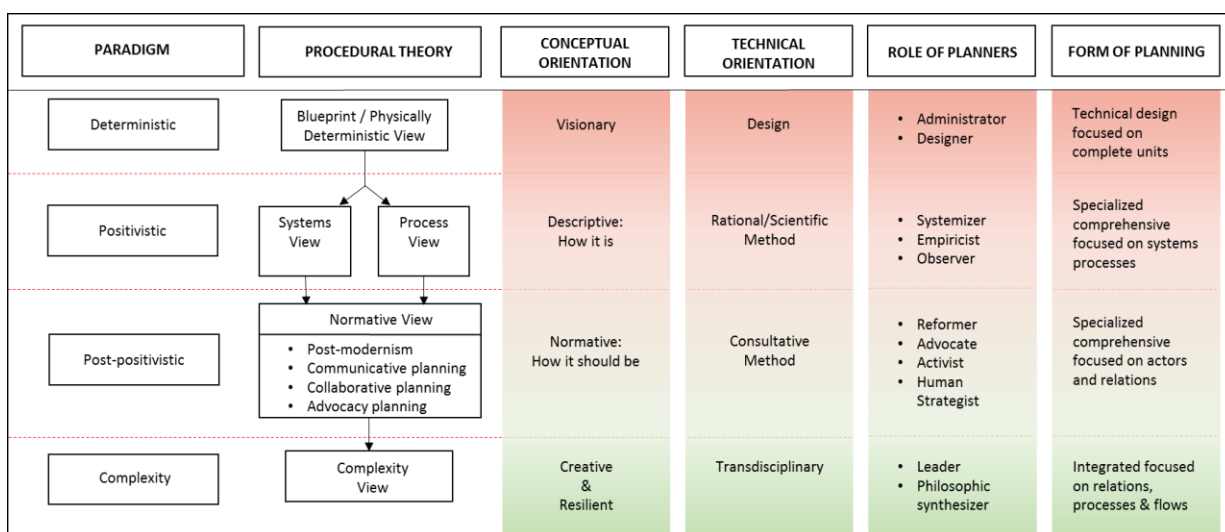 PARADIGM
PROCEDURAL THEORY
CONCEPTUAL
ORIENTATION
TECHNICAL
ORIENTATION
ROLE OF PLANNERS
FORM OF PLANNING
Deterministic
Blueprint / Physically
Deterministic View
Visionary
Design
• Administrator
• Designer
Technical design
focused on
complete units
Positivistic
Systems
View
Process
View
Descriptive:
How it is
Rational/Scientific
Method
• Systemizer
• Empiricist
• Observer
Specialized
comprehensive
focused on systems
processes
Post-positivistic
Normative View
• Post-modernism
• Communicative planning
• Collaborative planning
• Advocacy planning
Normative:
How it should be
Consultative
Method
• Reformer
• Advocate
• Activist
• Human
Strategist
Specialized
comprehensive
focused on actors
and relations
Complexity
Complexity
View
Creative
&
Resilient
Transdisciplinary
• Leader
• Philosophic
synthesizer
Integrated focused
on relations,
processes & flows